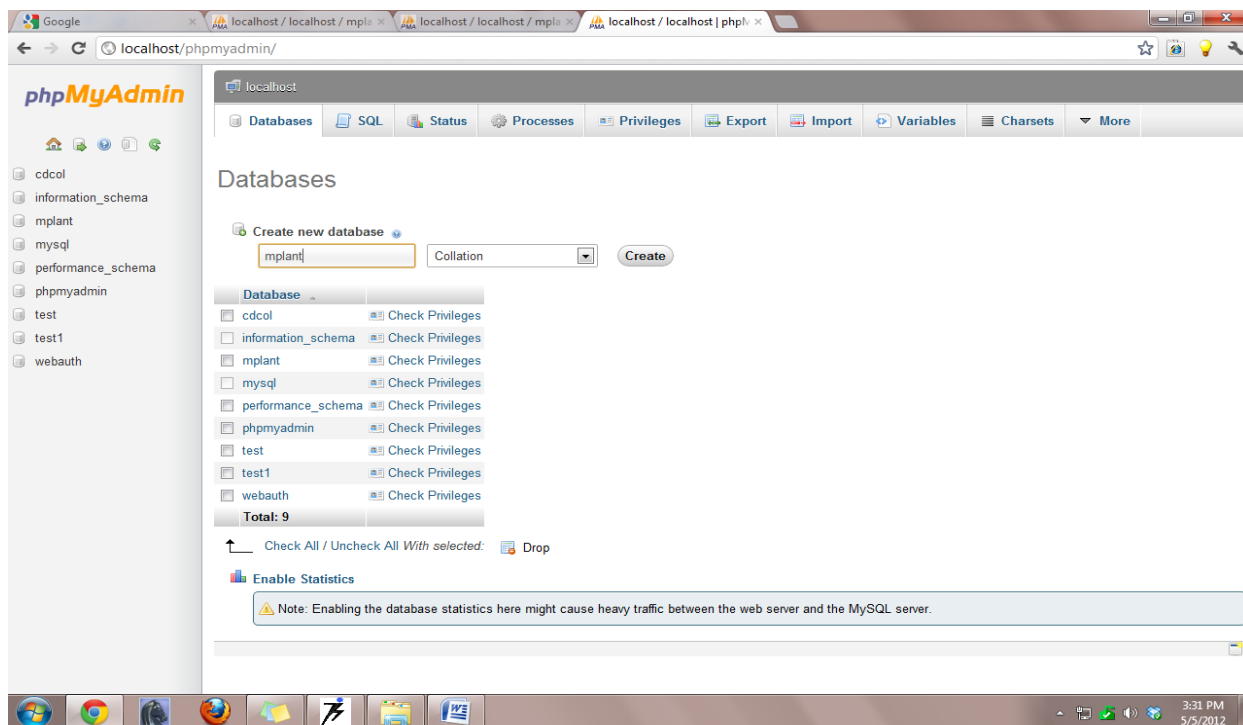 Google
localhost / localhost / mpla
localhost / localhost / mpla
localhost / localhost | phpM
localhost/phpmyadmin/
phpMyAdmin
cdcol
information_schema
mplant
mysql
performance_schema
phpmyadmin
test
test1
webauth
localhost
Databases SQL Status Processes Privileges Export Import Variables Charsets More
Databases
Create new database
mplant Collation Create
Database
cdcol Check Privileges
information_schema Check Privileges
mplant Check Privileges
mysql Check Privileges
performance_schema Check Privileges
phpmyadmin Check Privileges
test Check Privileges
test1 Check Privileges
webauth Check Privileges
Total: 9
Check All / Uncheck All With selected: Drop
Enable Statistics
Note: Enabling the database statistics here might cause heavy traffic between the web server and the MySQL server.
3:31 PM
5/5/2012